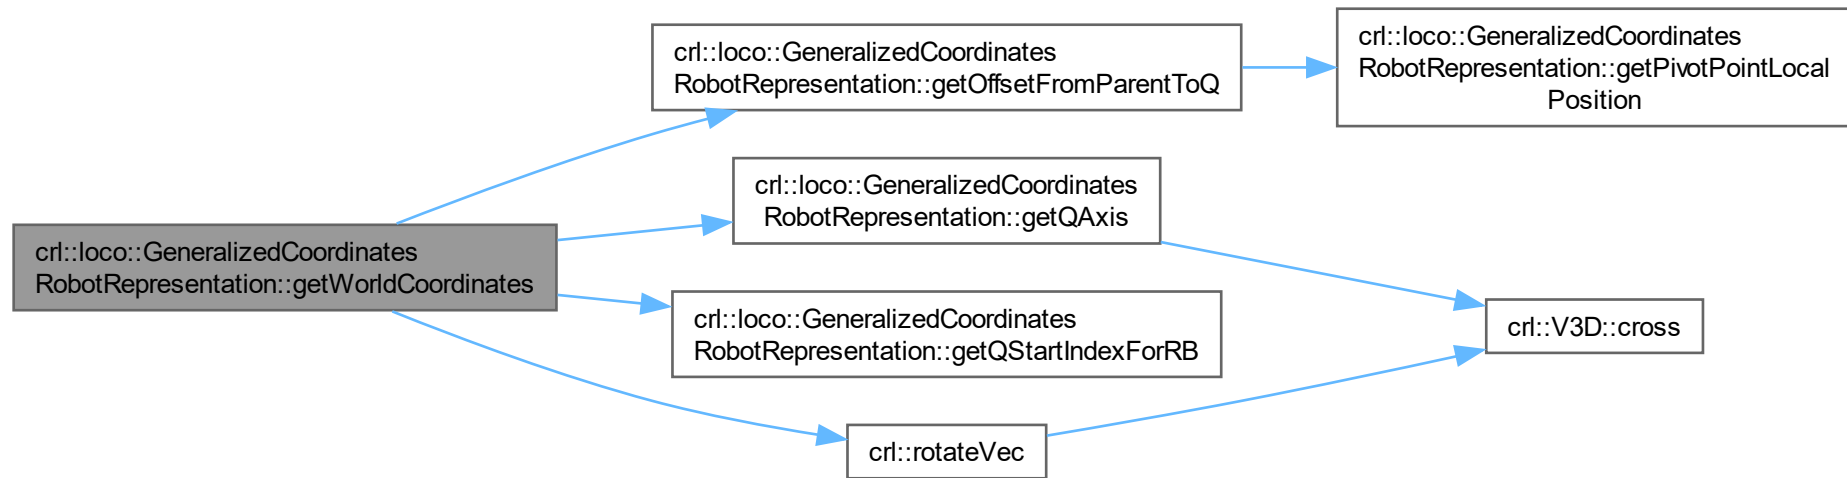 crl::loco::GeneralizedCoordinates
RobotRepresentation::getWorldCoordinates
crl::loco::GeneralizedCoordinates
RobotRepresentation::getOffsetFromParentToQ
crl::loco::GeneralizedCoordinates
RobotRepresentation::getPivotPointLocal
Position
crl::loco::GeneralizedCoordinates
RobotRepresentation::getQAxis
crl::V3D::cross
crl::loco::GeneralizedCoordinates
RobotRepresentation::getQStartIndexForRB
crl::rotateVec